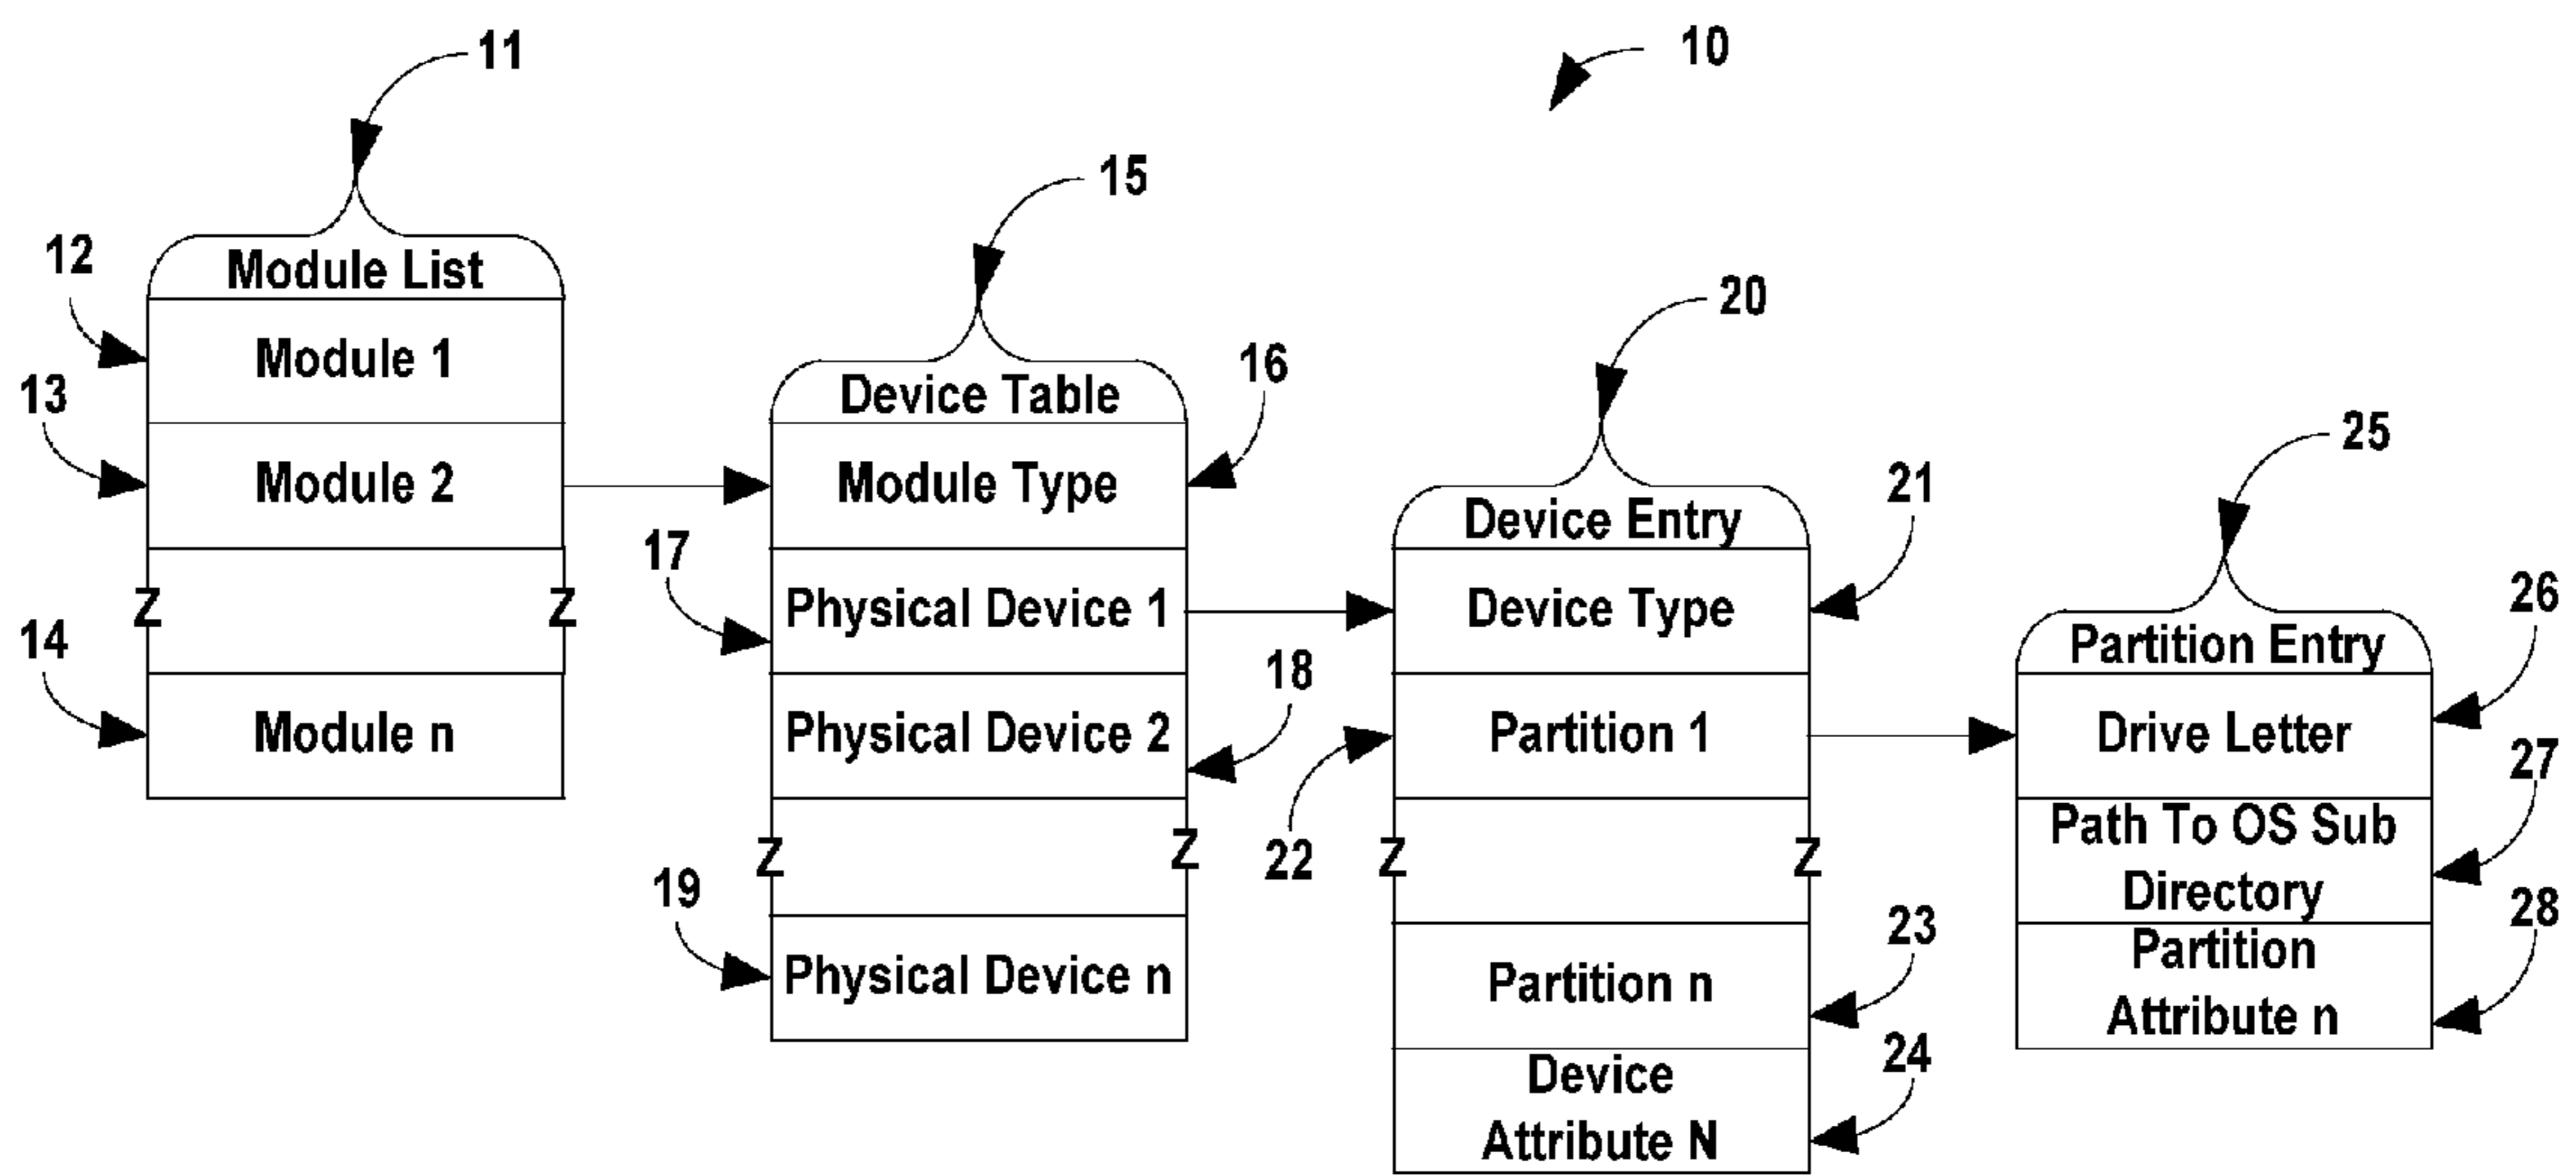 11
10
12
Module List
Module 1
13
Module 2
Z Z
14
Module n
15
Device Table
16
Module Type
17
Physical Device 1
18
Physical Device 2
Z Z
19
Physical Device n
20
Device Entry
21
Device Type
22
Partition 1
Z Z
23
Partition n
24
Device
Attribute N
25
Partition Entry
26
Drive Letter
27
Path To OS Sub
Directory
28
Partition
Attribute n